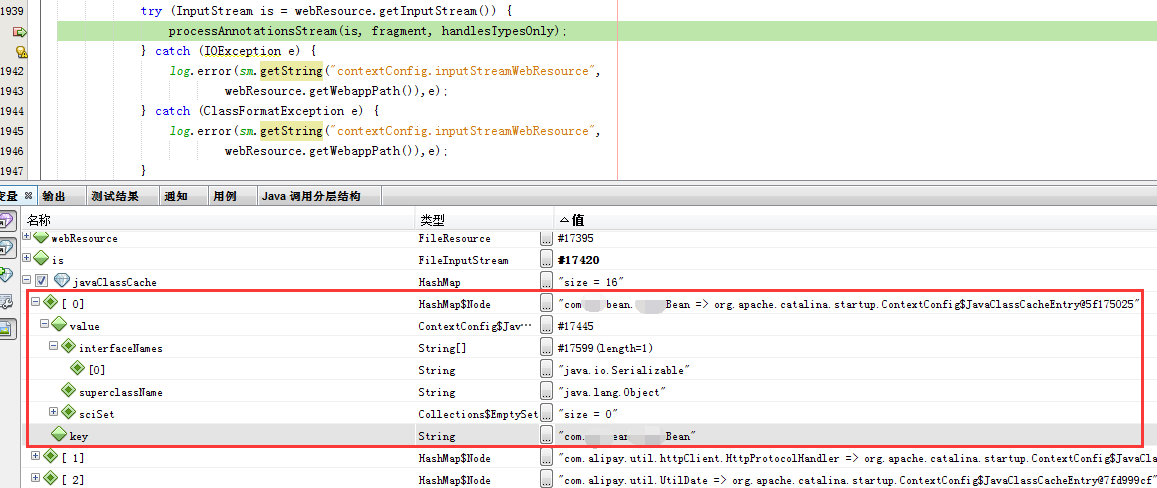 1939 try (InputStream is = webResource.getInputStream()) {
processAnnotationsStream(is, fragment, handlesTypesOnly);
} catch (IOException e) {
1942 log.error(sm.getString("contextConfig.inputStreamWebResource",
1943 webResource.getWebappPath()),e);
1944 } catch (ClassFormatException e) {
1945 log.error(sm.getString("contextConfig.inputStreamWebResource",
1946 webResource.getWebappPath()),e);
1947 }
变量 输出 测试结果 通知 用例 Java 调用分层结构
名称 类型 值
webResource FileResource ... #17395
is FileInputStream ... #17420
javaClassCache HashMap ... "size = 16"
[ 0] HashMap$Node ... "com bean. Bean => org.apache.catalina.startup.ContextConfig$JavaClassCacheEntry@5f175025"
value ContextConfig$Jav... ... #17445
interfaceNames String[] ... #17599(length=1)
[0] String ... "java.io.Serializable"
superclassName String ... "java.lang.Object"
sciSet Collections$EmptySet ... "size = 0"
key String ... "com. ean Bean"
[ 1] HashMap$Node ... "com.alipay.util.httpClient.HttpProtocolHandler => org.apache.catalina.startup.ContextConfig$JavaCla
[ 2] HashMap$Node ... "com.alipay.util.UtilDate => org.apache.catalina.startup.ContextConfig$JavaClassCacheEntry@7fd999cf"